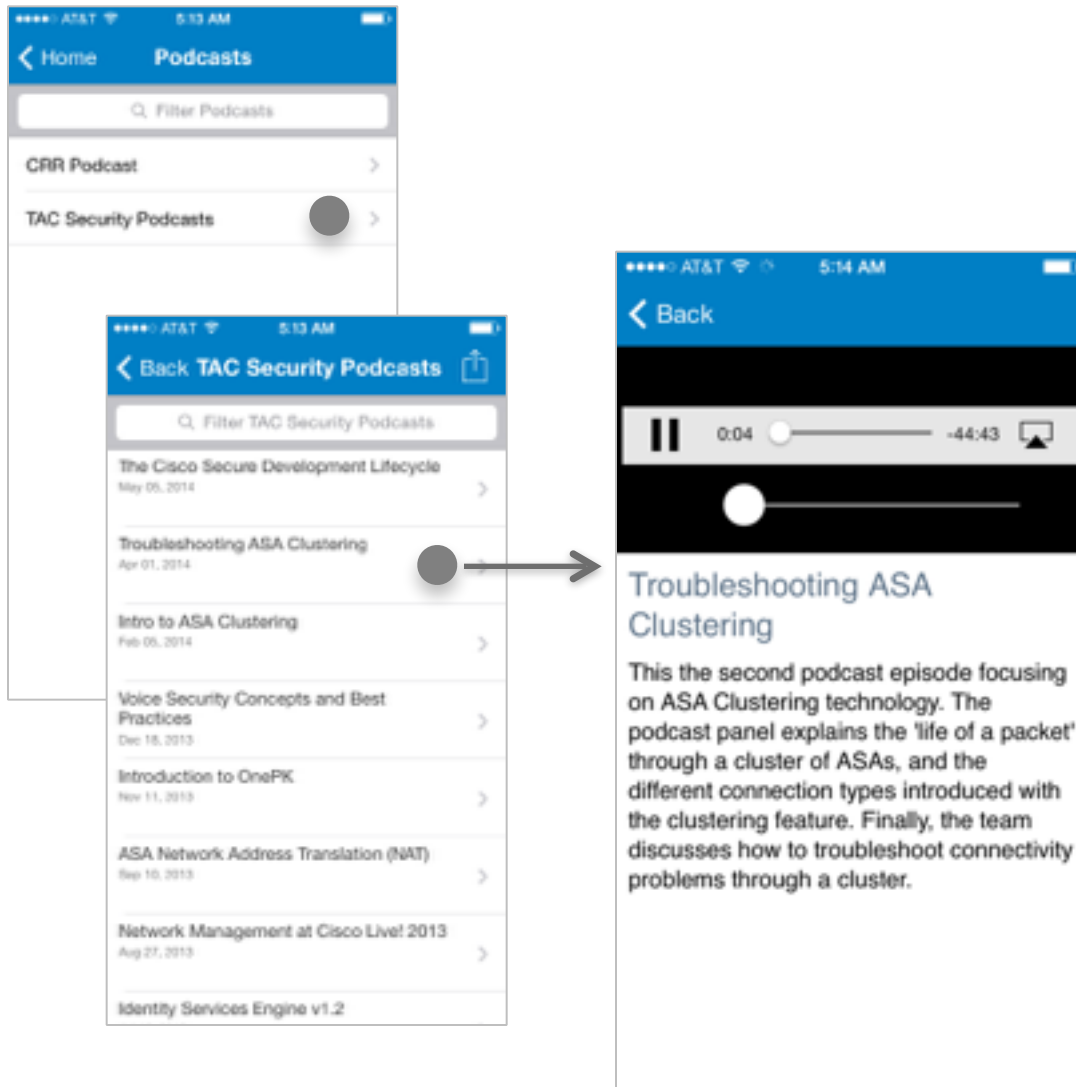 AT&T 5:13 AM
Home Podcasts
Filter Podcasts
CRR Podcast
TAC Security Podcasts
AT&T 5:13 AM
Back TAC Security Podcasts
Filter TAC Security Podcasts
The Cisco Secure Development Lifecycle
May 05, 2014
Troubleshooting ASA Clustering
Apr 01, 2014
Intro to ASA Clustering
Feb 05, 2014
Voice Security Concepts and Best
Practices
Dec 18, 2013
Introduction to OnePK
Nov 11, 2013
ASA Network Address Translation (NAT)
Sep 10, 2013
Network Management at Cisco Live! 2013
Aug 27, 2013
Identity Services Engine v1.2
AT&T 5:14 AM
Back
0:04 -44:43
Troubleshooting ASA
Clustering
This the second podcast episode focusing
on ASA Clustering technology. The
podcast panel explains the 'life of a packet'
through a cluster of ASAs, and the
different connection types introduced with
the clustering feature. Finally, the team
discusses how to troubleshoot connectivity
problems through a cluster.